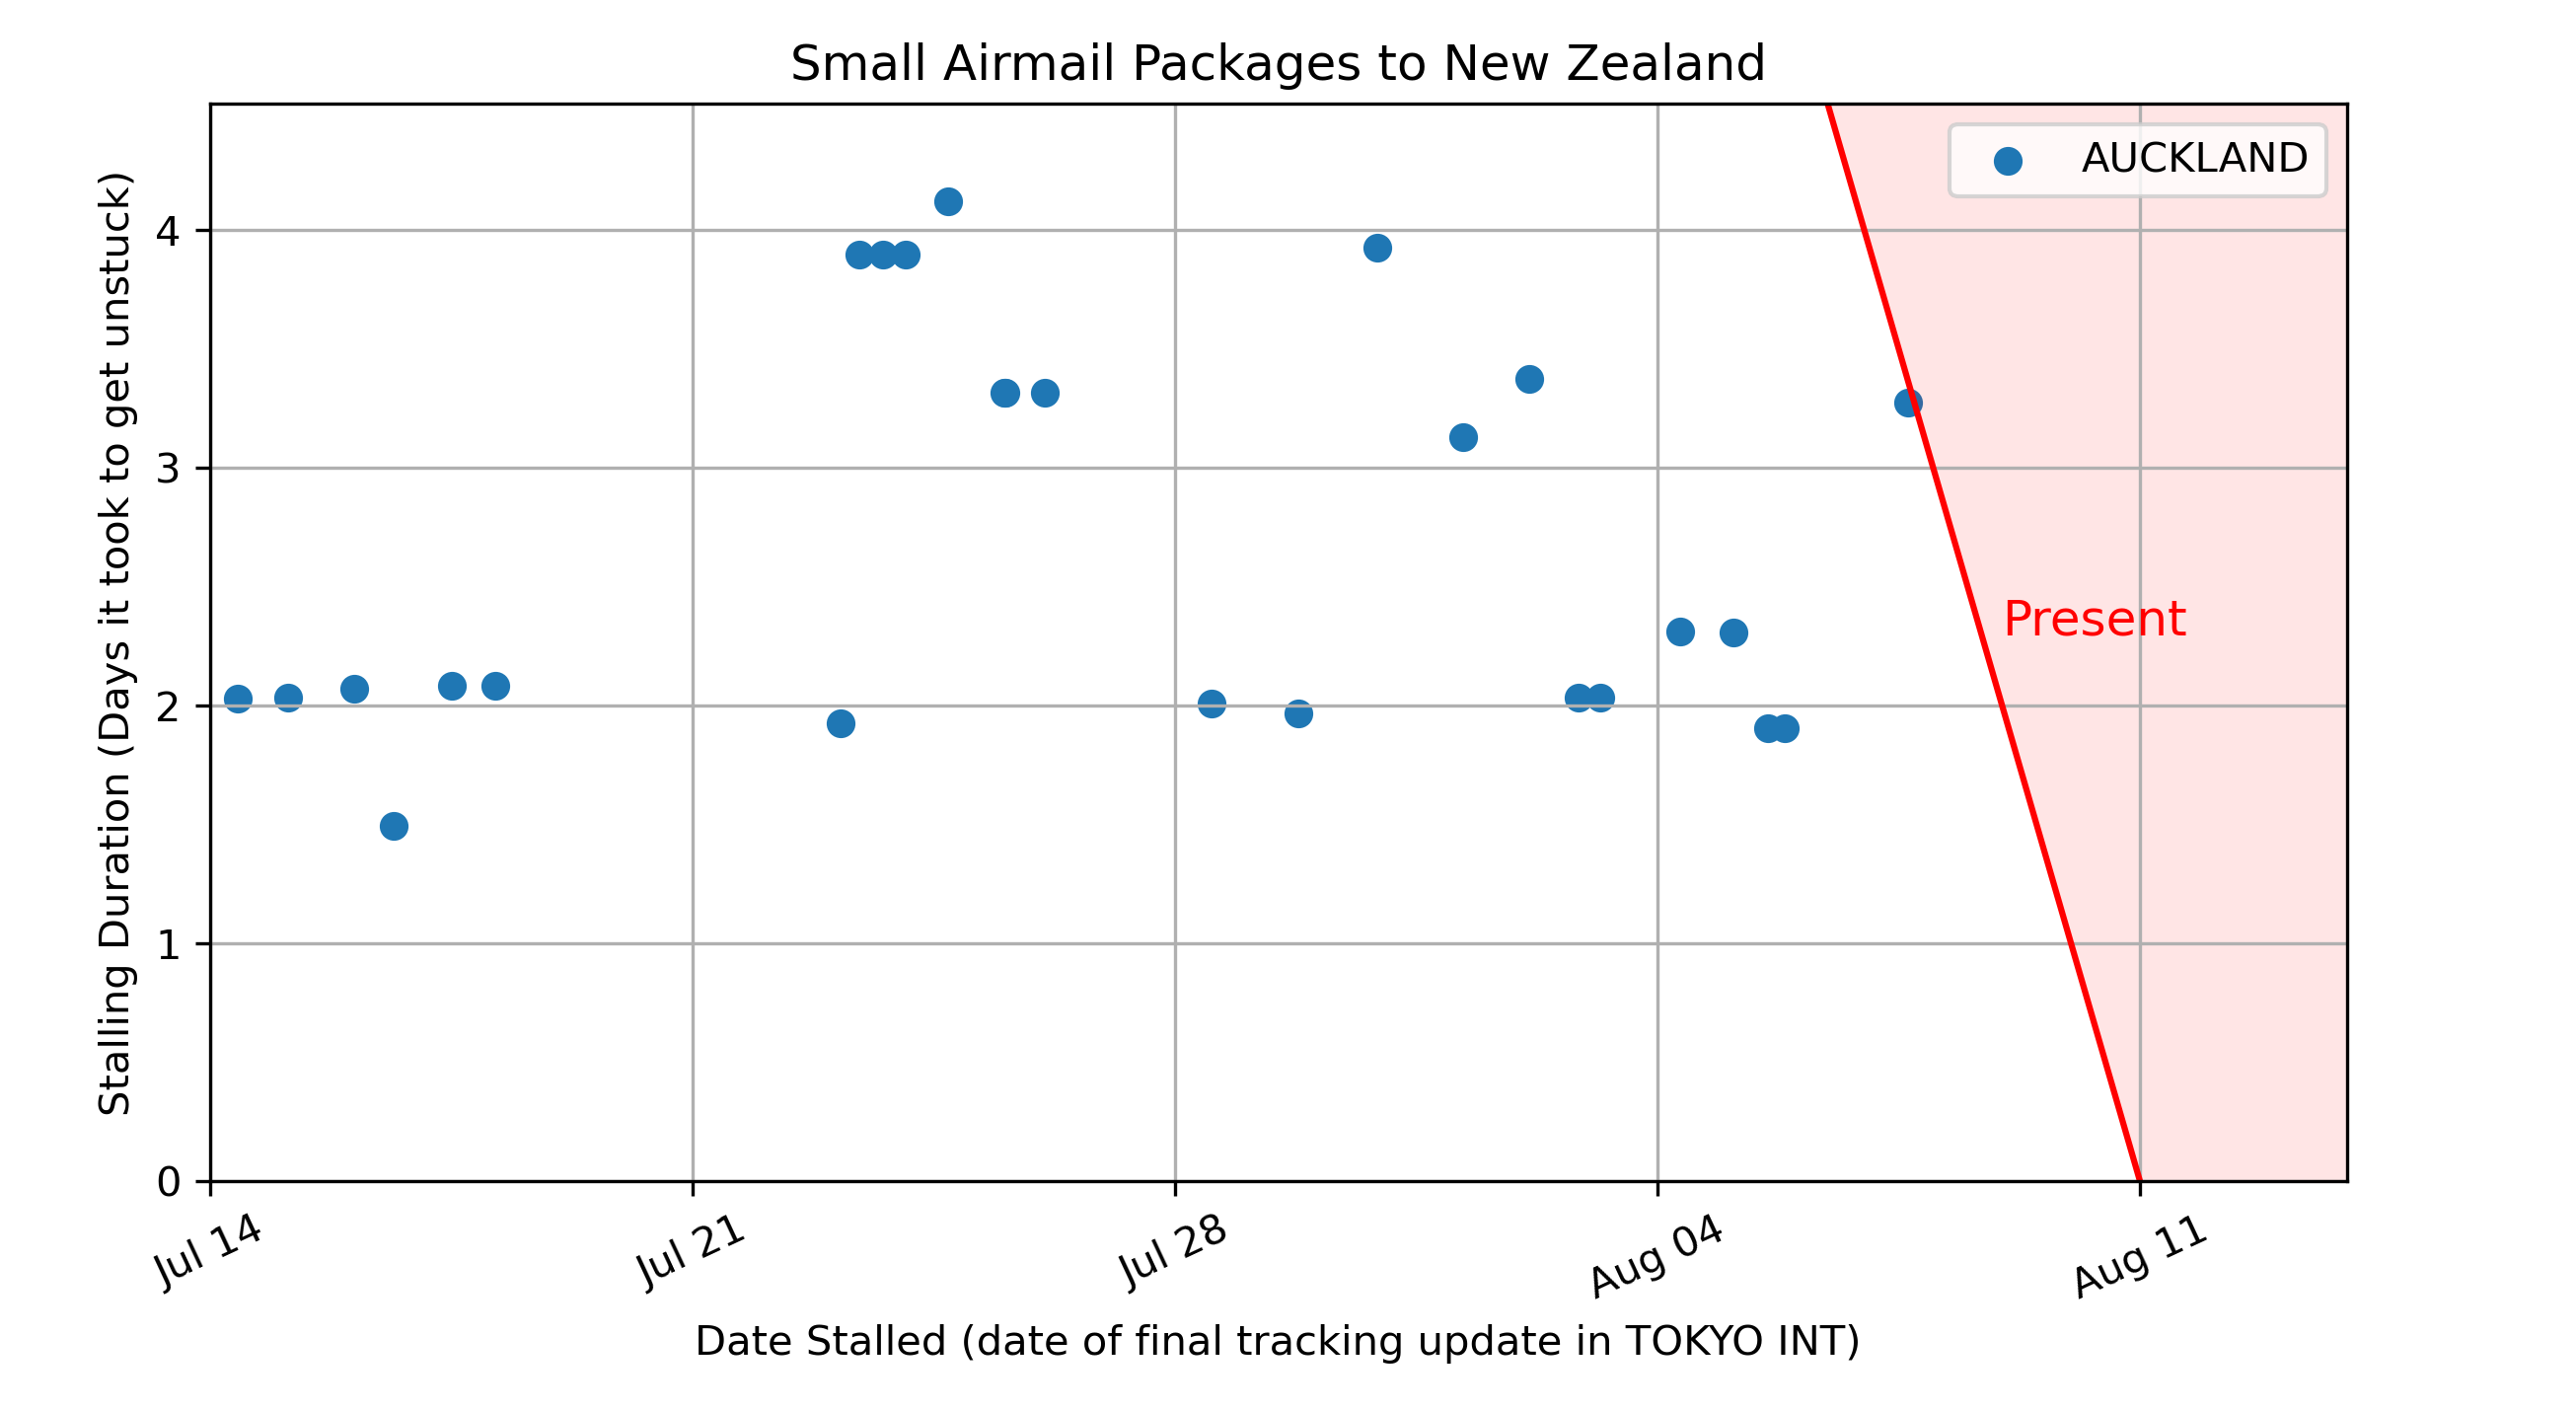 Small Airmail Packages to New Zealand
AUCKLAND
Stalling Duration (Days it took to get unstuck)
4
3
2
1
0
Present
Jul 14
Jul 21
Jul 28
Aug 04
Aug 11
Date Stalled (date of final tracking update in TOKYO INT)